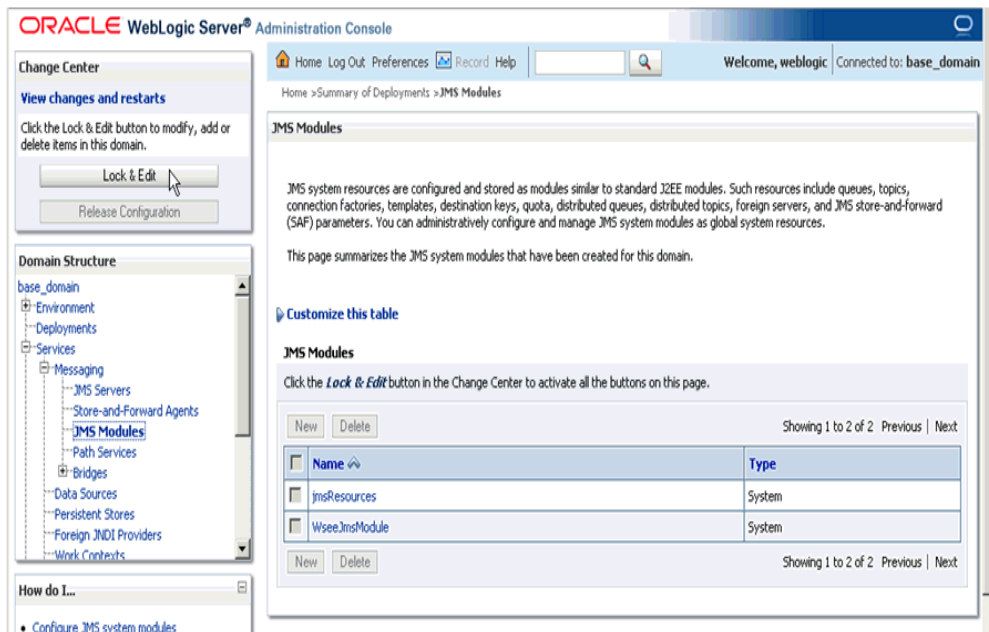 ORACLE WebLogic Server® Administration Console
Change Center
View changes and restarts
Click the Lock & Edit button to modify, add or
delete items in this domain.
Lock & Edit
Release Configuration
Domain Structure
base_domain
Environment
Deployments
Services
Messaging
JMS Servers
Store-and-Forward Agents
JMS Modules
Path Services
Bridges
Data Sources
Persistent Stores
Foreign JNDI Providers
Work Contexts
How do I...
Configure JMS system modules
Home Log Out Preferences Record Help
Welcome, weblogic Connected to: base_domain
Home >Summary of Deployments >JMS Modules
JMS Modules
JMS system resources are configured and stored as modules similar to standard J2EE modules. Such resources include queues, topics,
connection factories, templates, destination keys, quota, distributed queues, distributed topics, foreign servers, and JMS store-and-forward
(SAF) parameters. You can administratively configure and manage JMS system modules as global system resources.
This page summarizes the JMS system modules that have been created for this domain.
Customize this table
JMS Modules
Click the Lock & Edit button in the Change Center to activate all the buttons on this page.
New Delete Showing 1 to 2 of 2 Previous | Next
Name Type
jmsResources System
WseeJmsModule System
New Delete Showing 1 to 2 of 2 Previous | Next